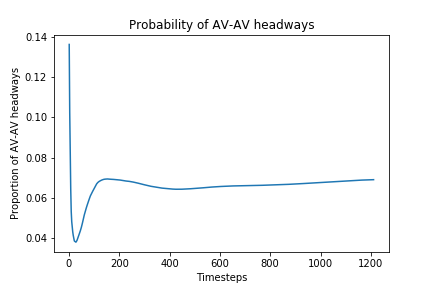 Probability of AV-AV headways
Proportion of AV-AV headways
0.14
0.12
0.10
0.08
0.06
0.04
0 200 400 600 800 1000 1200
Timesteps